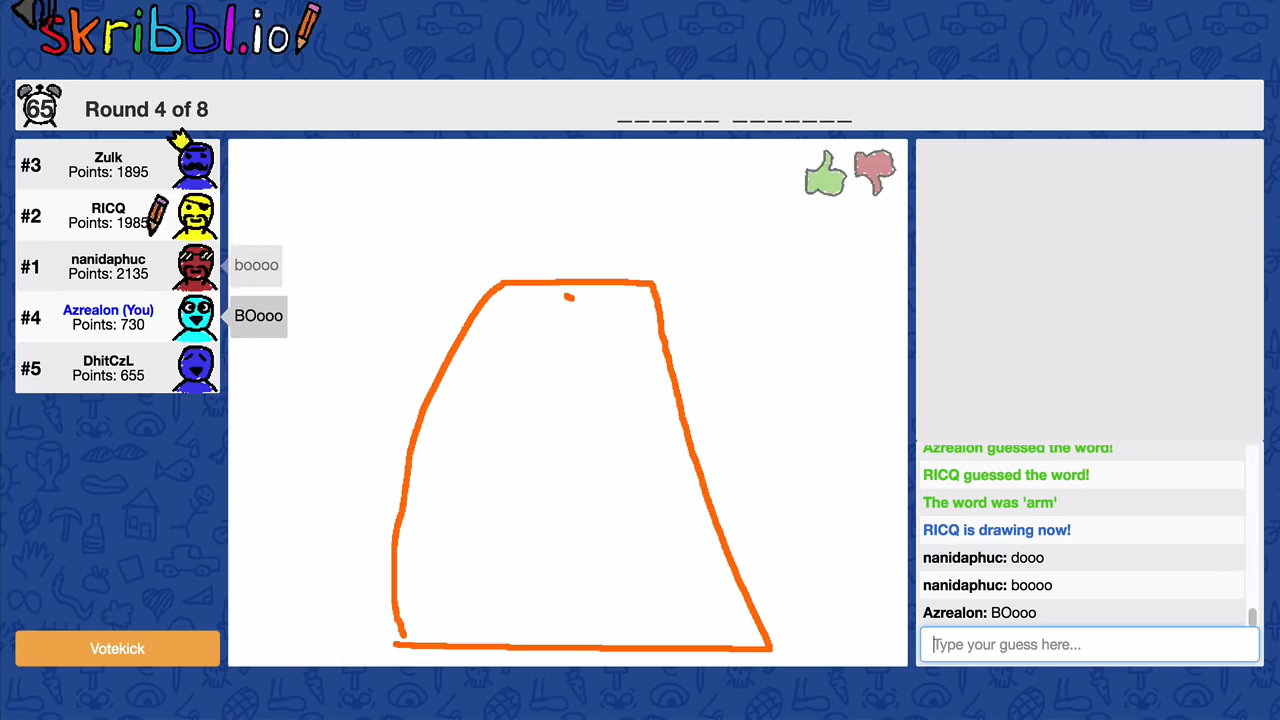 skribbl.io
65
Round 4 of 8
______ _______
#3
Zulk
Points: 1895
#2
RICQ
Points: 1985
#1
nanidaphuc
Points: 2135
boooo
#4
Azrealon (You)
Points: 730
BOooo
#5
DhitCzL
Points: 655
Votekick
Azrealon guessed the word!
RICQ guessed the word!
The word was 'arm'
RICQ is drawing now!
nanidaphuc: dooo
nanidaphuc: boooo
Azrealon: BOooo
Type your guess here...